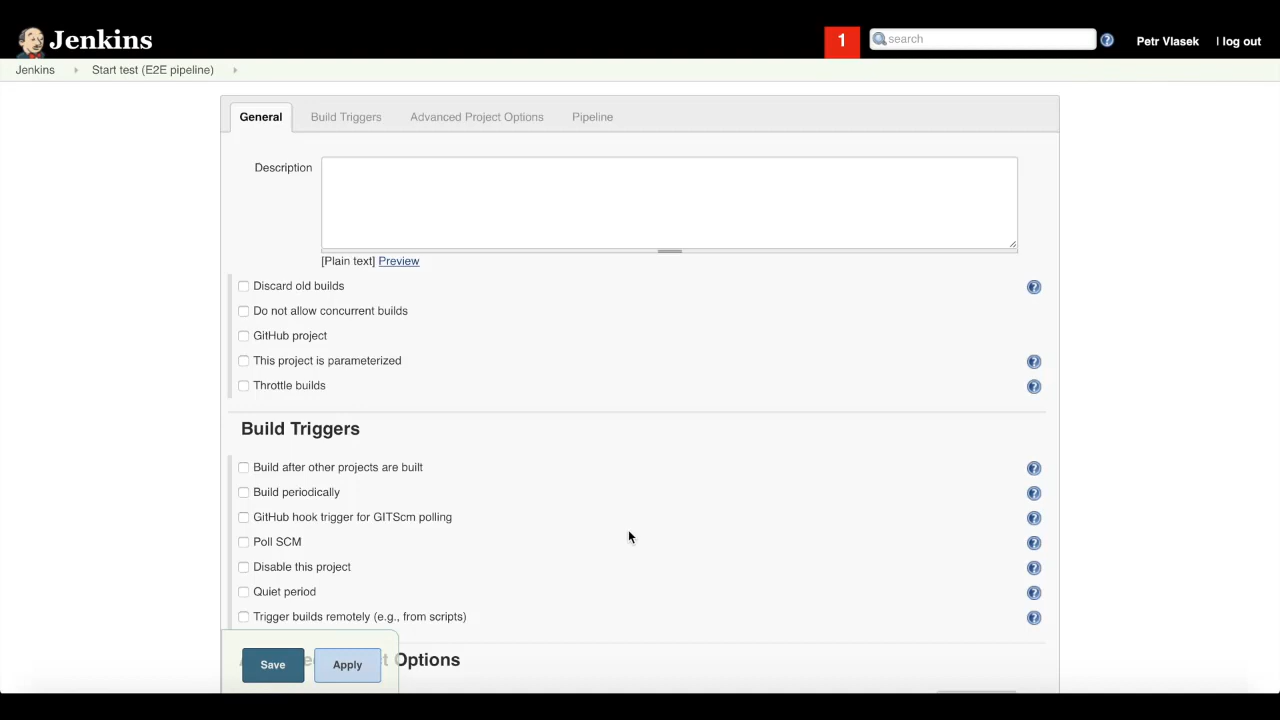 Jenkins
1
search
Petr Vlasek
| log out
Jenkins
Start test (E2E pipeline)
General
Build Triggers
Advanced Project Options
Pipeline
Description
[Plain text] Preview
Discard old builds
Do not allow concurrent builds
GitHub project
This project is parameterized
Throttle builds
Build Triggers
Build after other projects are built
Build periodically
GitHub hook trigger for GITScm polling
Poll SCM
Disable this project
Quiet period
Trigger builds remotely (e.g., from scripts)
Options
Save
Apply